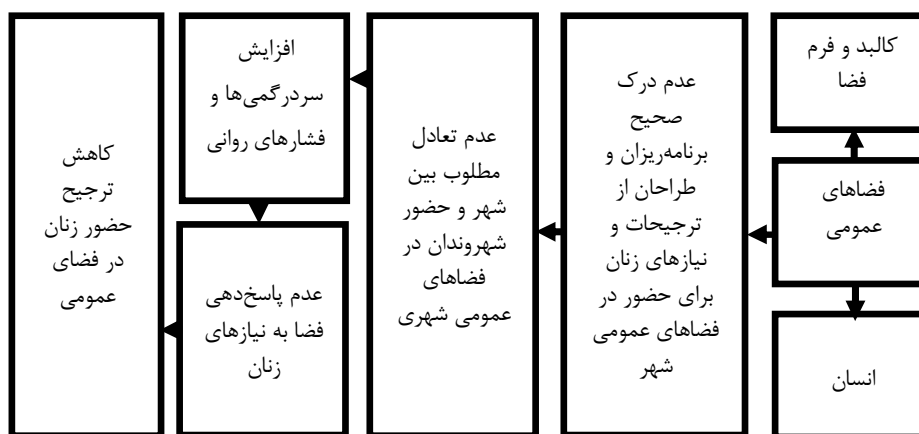 کالبد و فرم
فضا
فضاهای
عمومی
انسان
عدم درک
صحیح
برنامه‌ریزان و
طراحان از
ترجیحات و
نیازهای زنان
برای حضور در
فضاهای عمومی
شهر
عدم تعادل
مطلوب بین
شهر و حضور
شهروندان در
فضاهای
عمومی شهری
افزایش
سردرگمی‌ها و
فشارهای روانی
عدم پاسخ‌دهی
فضا به نیازهای
زنان
کاهش
ترجیح
حضور زنان
در فضای
عمومی